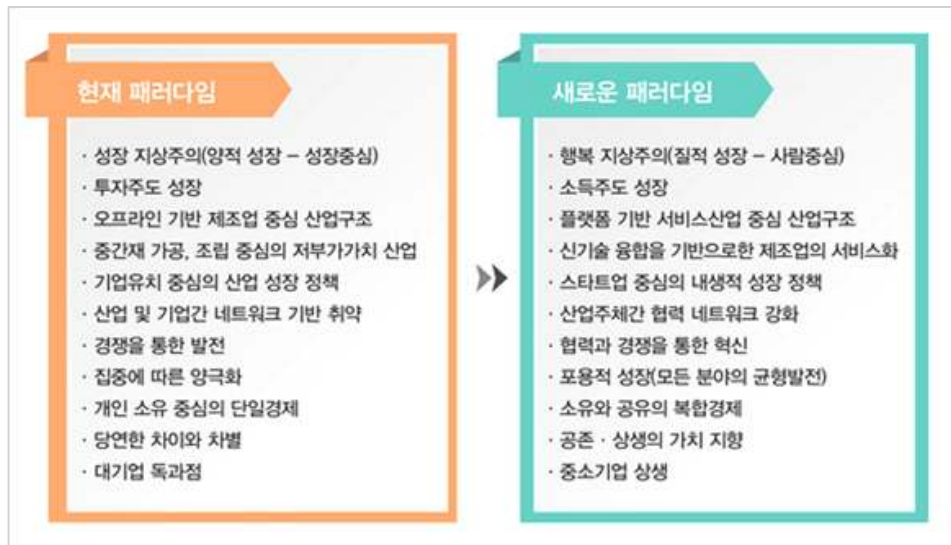 현재 패러다임
· 성장 지상주의(양적 성장 – 성장중심)
· 투자주도 성장
· 오프라인 기반 제조업 중심 산업구조
· 중간재 가공, 조립 중심의 저부가가치 산업
· 기업유치 중심의 산업 성장 정책
· 산업 및 기업간 네트워크 기반 취약
· 경쟁을 통한 발전
· 집중에 따른 양극화
· 개인 소유 중심의 단일경제
· 당연한 차이와 차별
· 대기업 독과점
새로운 패러다임
· 행복 지상주의(질적 성장 – 사람중심)
· 소득주도 성장
· 플랫폼 기반 서비스산업 중심 산업구조
· 신기술 융합을 기반으로한 제조업의 서비스화
· 스타트업 중심의 내생적 성장 정책
· 산업주체간 협력 네트워크 강화
· 협력과 경쟁을 통한 혁신
· 포용적 성장(모든 분야의 균형발전)
· 소유와 공유의 복합경제
· 공존 · 상생의 가치 지향
· 중소기업 상생